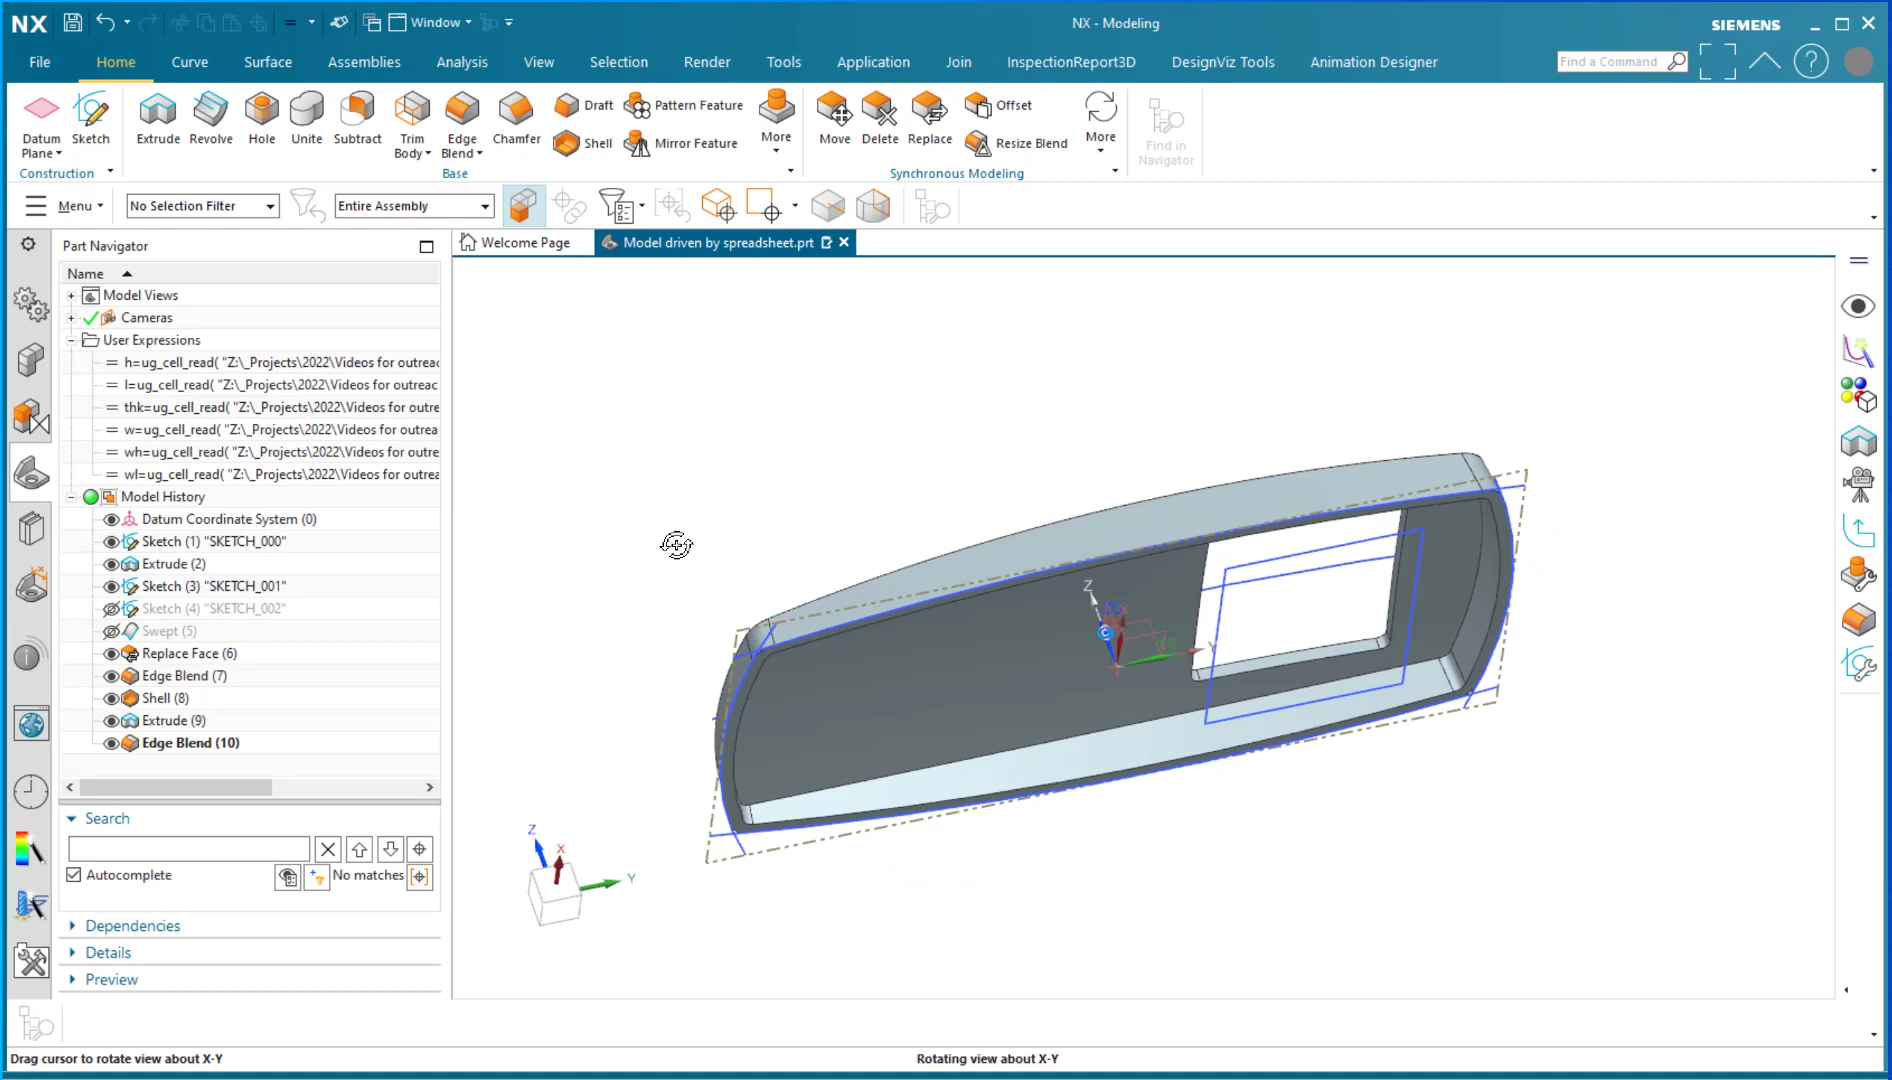 NX
Window
NX - Modeling
SIEMENS
File
Home
Curve
Surface
Assemblies
Analysis
View
Selection
Render
Tools
Application
Join
InspectionReport3D
DesignViz Tools
Animation Designer
Find a Command
Datum Plane
Sketch
Extrude
Revolve
Hole
Unite
Subtract
Trim Body
Edge Blend
Chamfer
Draft
Shell
Pattern Feature
Mirror Feature
More
Move
Delete
Replace
Offset
Resize Blend
More
Find in Navigator
Construction
Base
Synchronous Modeling
Menu
No Selection Filter
Entire Assembly
Part Navigator
Welcome Page
Model driven by spreadsheet.prt
Name
Model Views
Cameras
User Expressions
h=ug_cell_read( "Z:\_Projects\2022\Videos for outreac
l=ug_cell_read( "Z:\_Projects\2022\Videos for outreac
thk=ug_cell_read( "Z:\_Projects\2022\Videos for outre
w=ug_cell_read( "Z:\_Projects\2022\Videos for outrea
wh=ug_cell_read( "Z:\_Projects\2022\Videos for outre
wl=ug_cell_read( "Z:\_Projects\2022\Videos for outrea
Model History
Datum Coordinate System (0)
Sketch (1) "SKETCH_000"
Extrude (2)
Sketch (3) "SKETCH_001"
Sketch (4) "SKETCH_002"
Swept (5)
Replace Face (6)
Edge Blend (7)
Shell (8)
Extrude (9)
Edge Blend (10)
Search
Autocomplete
No matches
Dependencies
Details
Preview
Z
Y
Z
X
Y
Drag cursor to rotate view about X-Y
Rotating view about X-Y